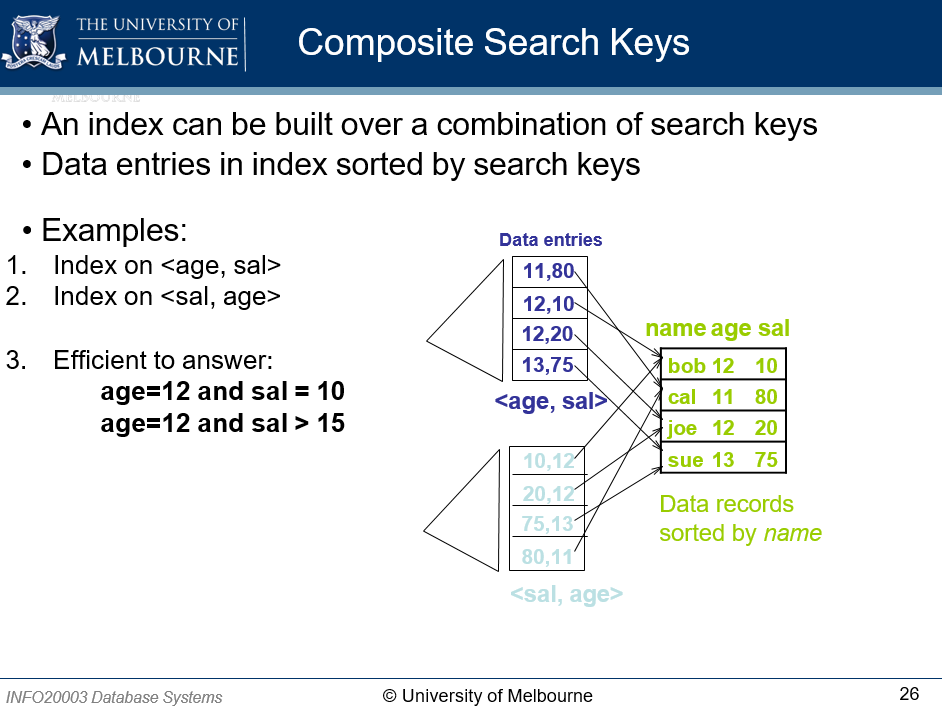 THE UNIVERSITY OF
MELBOURNE
Composite Search Keys
MELBOURNE
• An index can be built over a combination of search keys
• Data entries in index sorted by search keys
• Examples:
1. Index on <age, sal>
2. Index on <sal, age>
3. Efficient to answer:
age=12 and sal = 10
age=12 and sal > 15
Data entries
11,80
12,10
12,20
13,75
<age, sal>
10,12
20,12
75,13
80,11
<sal, age>
name age sal
bob 12 10
cal 11 80
joe 12 20
sue 13 75
Data records
sorted by name
INFO20003 Database Systems
© University of Melbourne
26